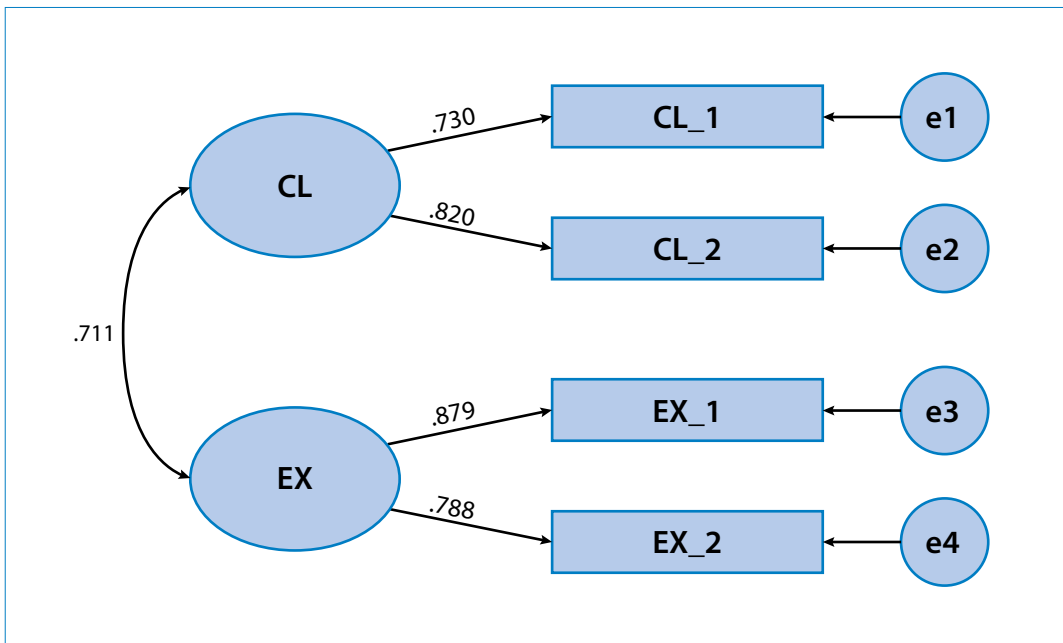 .730
CL_1
e1
CL
.820
CL_2
e2
.711
.879
EX_1
e3
EX
.788
EX_2
e4